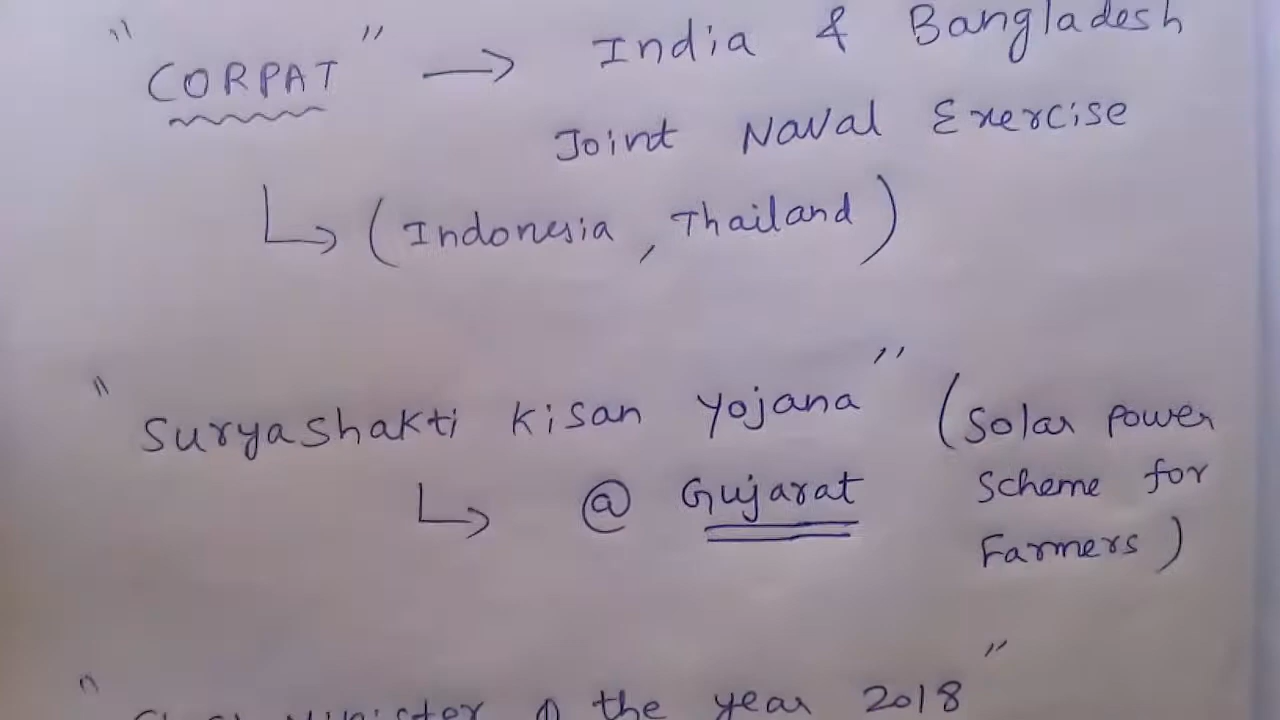 "CORPAT" → India & Bangladesh
Joint Naval Exercise
↳ (Indonesia, Thailand)
"Suryashakti Kisan Yojana" (Solar Power
↳ @ Gujarat Scheme for
Farmers)
" Minister the year 2018"